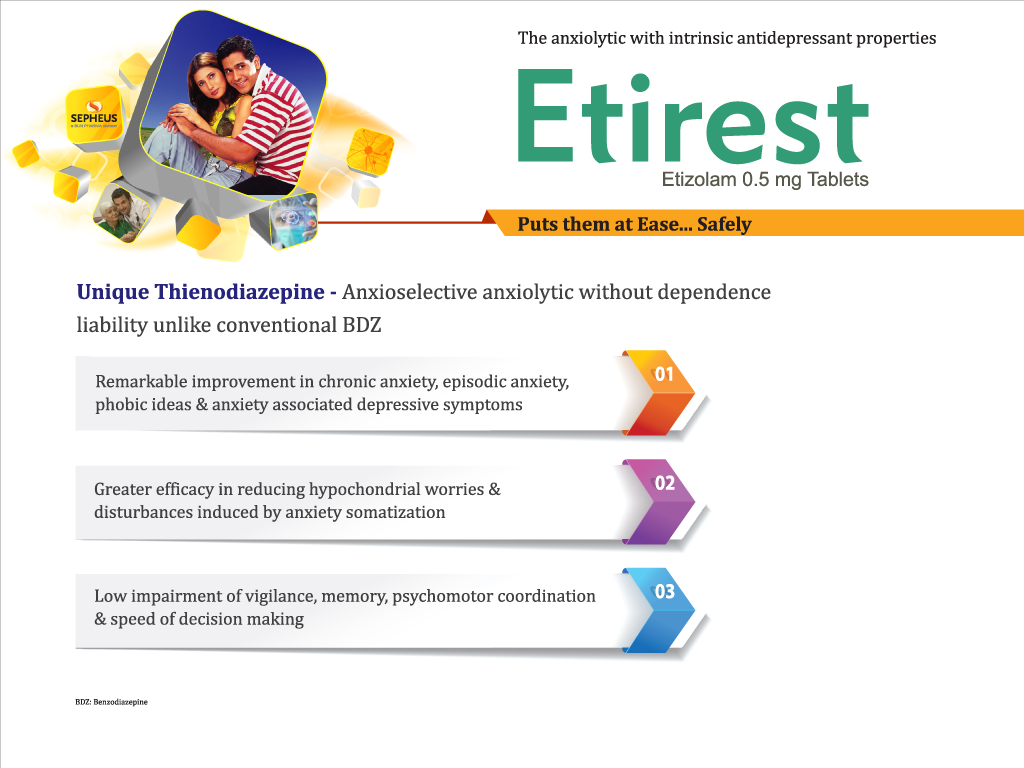 The anxiolytic with intrinsic antidepressant properties
Etirest
Etizolam 0.5 mg Tablets
SEPHEUS
Puts them at Ease... Safely
Unique Thienodiazepine - Anxioselective anxiolytic without dependence
liability unlike conventional BDZ
Remarkable improvement in chronic anxiety, episodic anxiety,
phobic ideas & anxiety associated depressive symptoms
01
Greater efficacy in reducing hypochondrial worries &
disturbances induced by anxiety somatization
02
Low impairment of vigilance, memory, psychomotor coordination
& speed of decision making
03
BDZ: Benzodiazepine